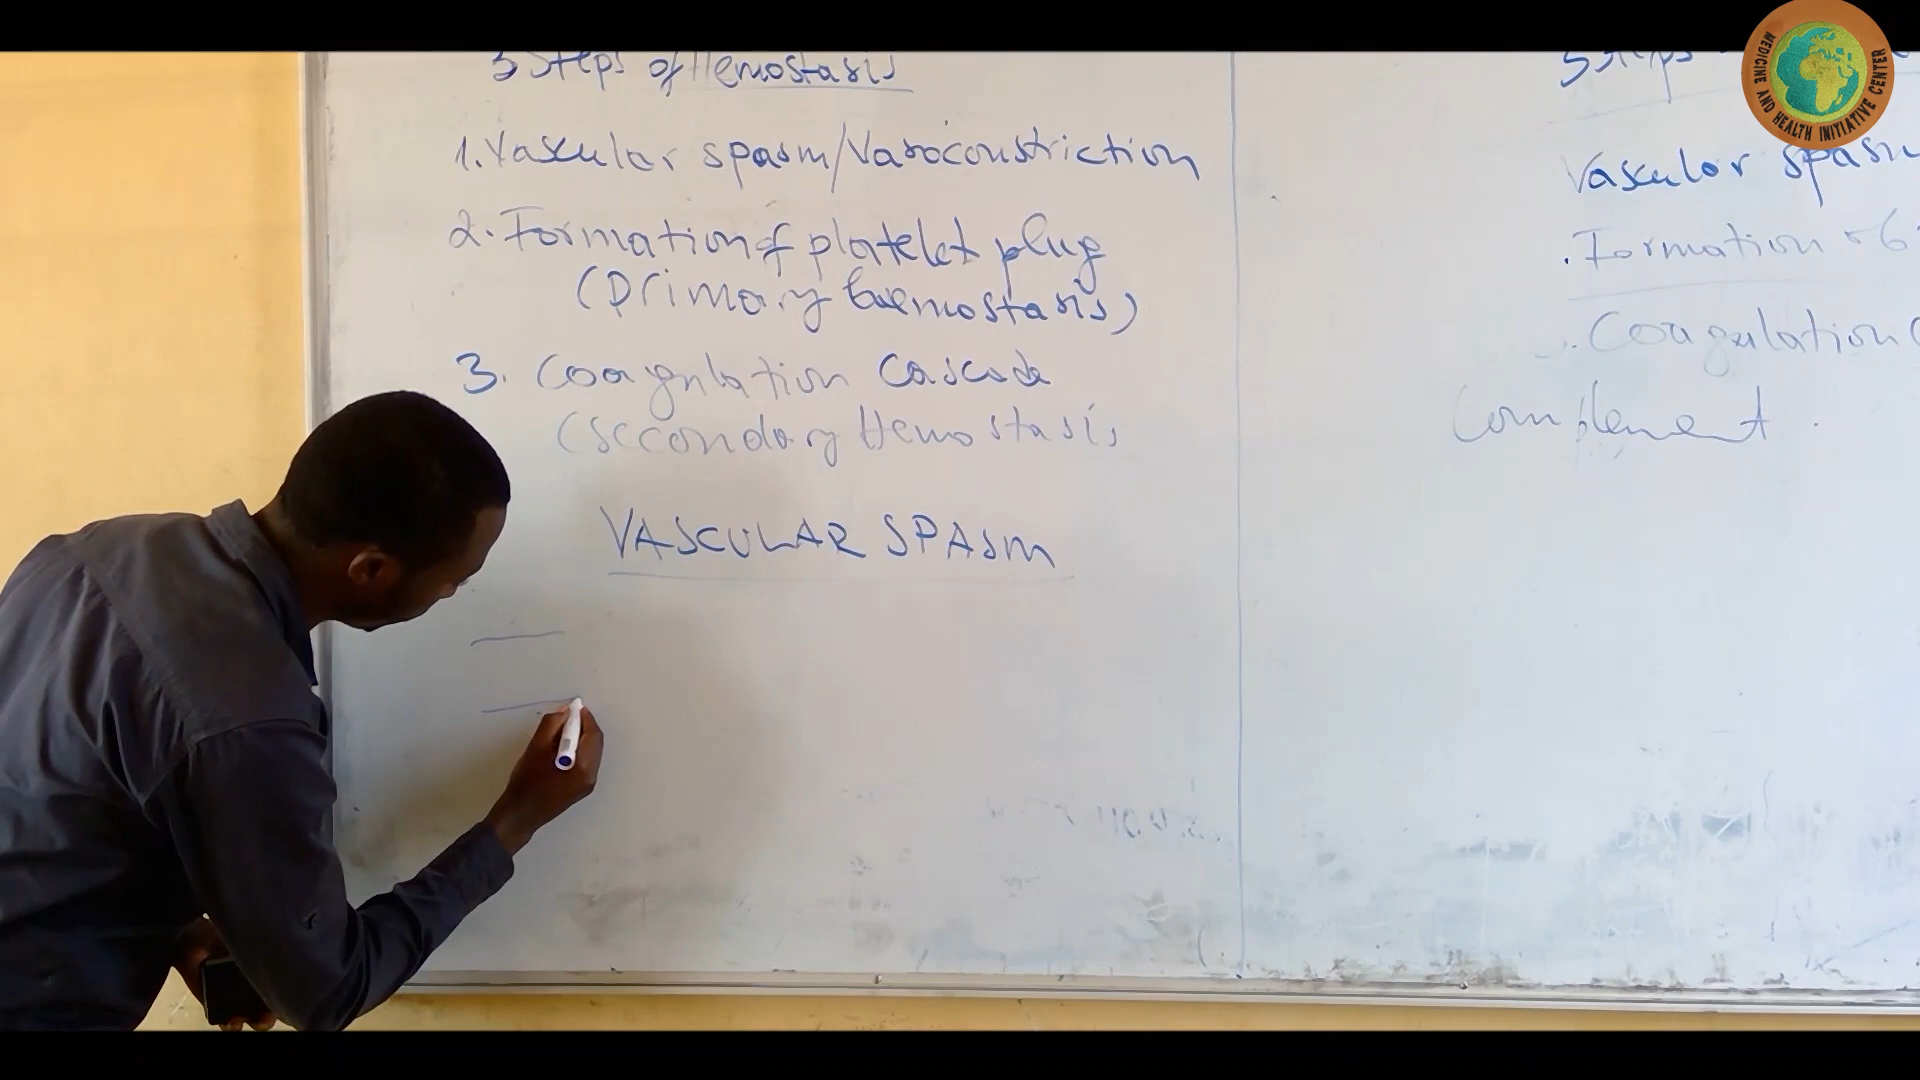 3 Steps of Hemostasis
1. Vascular spasm/Vasoconstriction
2. Formation of platelet plug
(primary haemostasis)
3. Coagulation Cascade
(Secondary Hemostasis
VASCULAR SPASM
Steps
Vascular spasm
. Formation
. Coagulation (
Complement .
MEDICINE AND HEALTH INITIATIVE CENTER